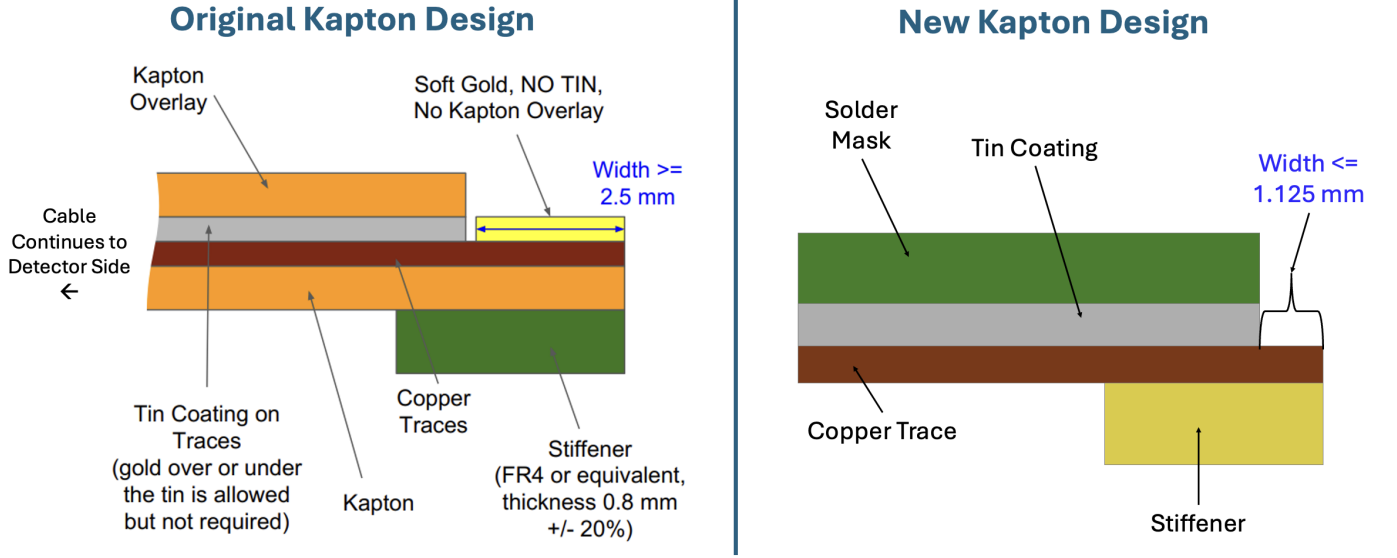 Original Kapton Design
Kapton
Overlay
Soft Gold, NO TIN,
No Kapton Overlay
Width >=
2.5 mm
Cable
Continues to
Detector Side
←
Tin Coating on
Traces
(gold over or under
the tin is allowed
but not required)
Kapton
Copper
Traces
Stiffener
(FR4 or equivalent,
thickness 0.8 mm
+/- 20%)
New Kapton Design
Solder
Mask
Tin Coating
Width <=
1.125 mm
Copper Trace
Stiffener